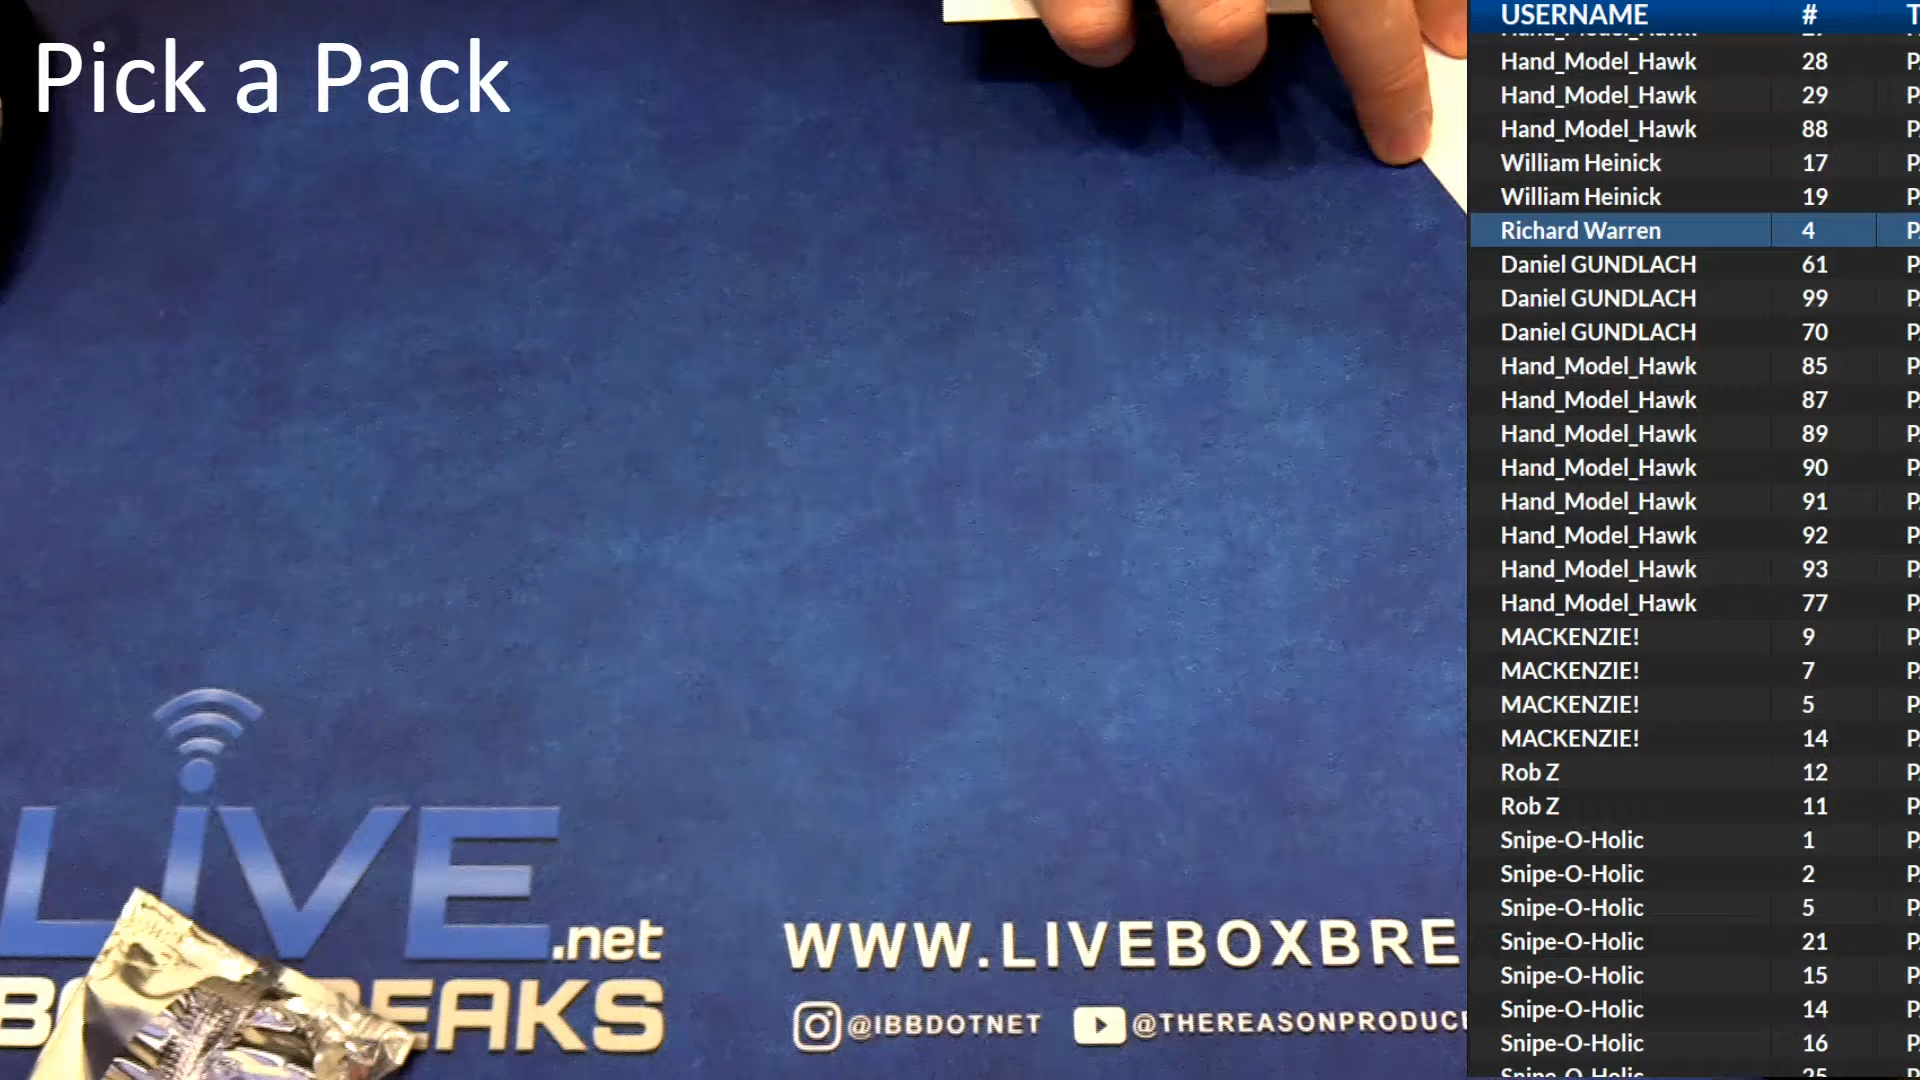 Pick a Pack
USERNAME # T
Hand_Model_Hawk 28 P
Hand_Model_Hawk 29 P
Hand_Model_Hawk 88 P
William Heinick 17 P
William Heinick 19 P
Richard Warren 4 P
Daniel GUNDLACH 61 P
Daniel GUNDLACH 99 P
Daniel GUNDLACH 70 P
Hand_Model_Hawk 85 P
Hand_Model_Hawk 87 P
Hand_Model_Hawk 89 P
Hand_Model_Hawk 90 P
Hand_Model_Hawk 91 P
Hand_Model_Hawk 92 P
Hand_Model_Hawk 93 P
Hand_Model_Hawk 77 P
MACKENZIE! 9 P
MACKENZIE! 7 P
MACKENZIE! 5 P
MACKENZIE! 14 P
Rob Z 12 P
Rob Z 11 P
Snipe-O-Holic 1 P
Snipe-O-Holic 2 P
Snipe-O-Holic 5 P
Snipe-O-Holic 21 P
Snipe-O-Holic 15 P
Snipe-O-Holic 14 P
Snipe-O-Holic 16 P
LiVE.net
WWW.LIVEBOXBRE
@IBBDOTNET @THEREASONPRODUC